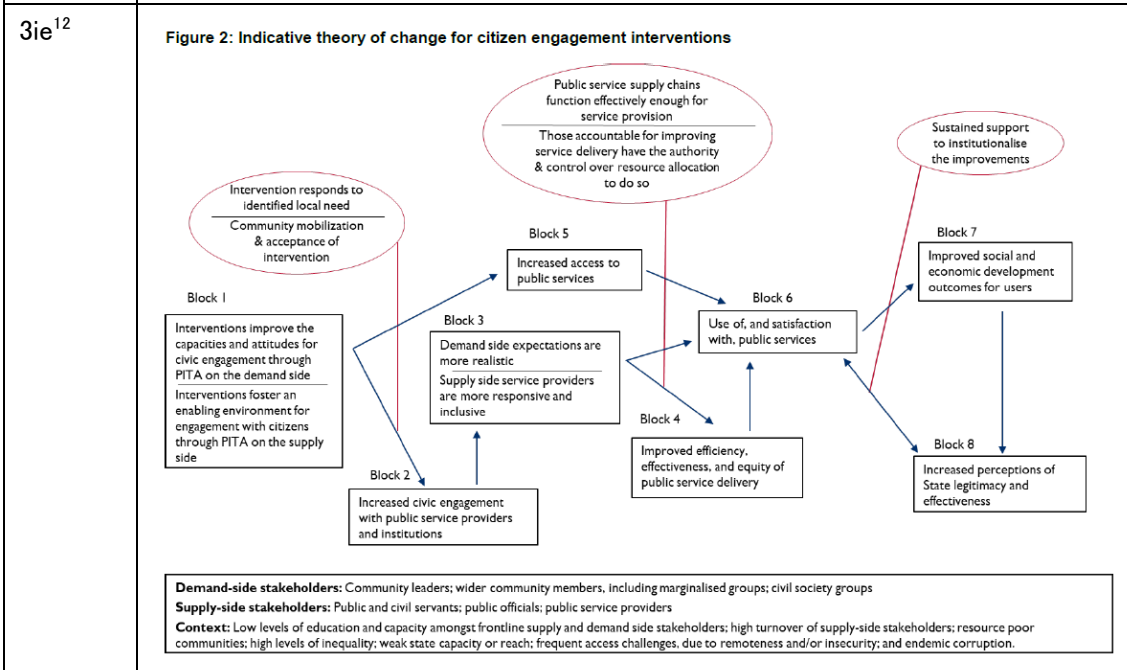 3ie12
Figure 2: Indicative theory of change for citizen engagement interventions
Public service supply chains
function effectively enough for
service provision
Those accountable for improving
service delivery have the authority
& control over resource allocation
to do so
Sustained support
to institutionalise
the improvements
Intervention responds to
identified local need
Community mobilization
& acceptance of
intervention
Block 1
Interventions improve the
capacities and attitudes for
civic engagement through
PITA on the demand side
Interventions foster an
enabling environment for
engagement with citizens
through PITA on the supply
side
Block 2
Increased civic engagement
with public service providers
and institutions
Block 3
Demand side expectations are
more realistic
Supply side service providers
are more responsive and
inclusive
Block 4
Improved efficiency,
effectiveness, and equity of
public service delivery
Block 5
Increased access to
public services
Block 6
Use of, and satisfaction
with, public services
Block 7
Improved social and
economic development
outcomes for users
Block 8
Increased perceptions of
State legitimacy and
effectiveness
Demand-side stakeholders: Community leaders; wider community members, including marginalised groups; civil society groups
Supply-side stakeholders: Public and civil servants; public officials; public service providers
Context: Low levels of education and capacity amongst frontline supply and demand side stakeholders; high turnover of supply-side stakeholders; resource poor
communities; high levels of inequality; weak state capacity or reach; frequent access challenges, due to remoteness and/or insecurity; and endemic corruption.